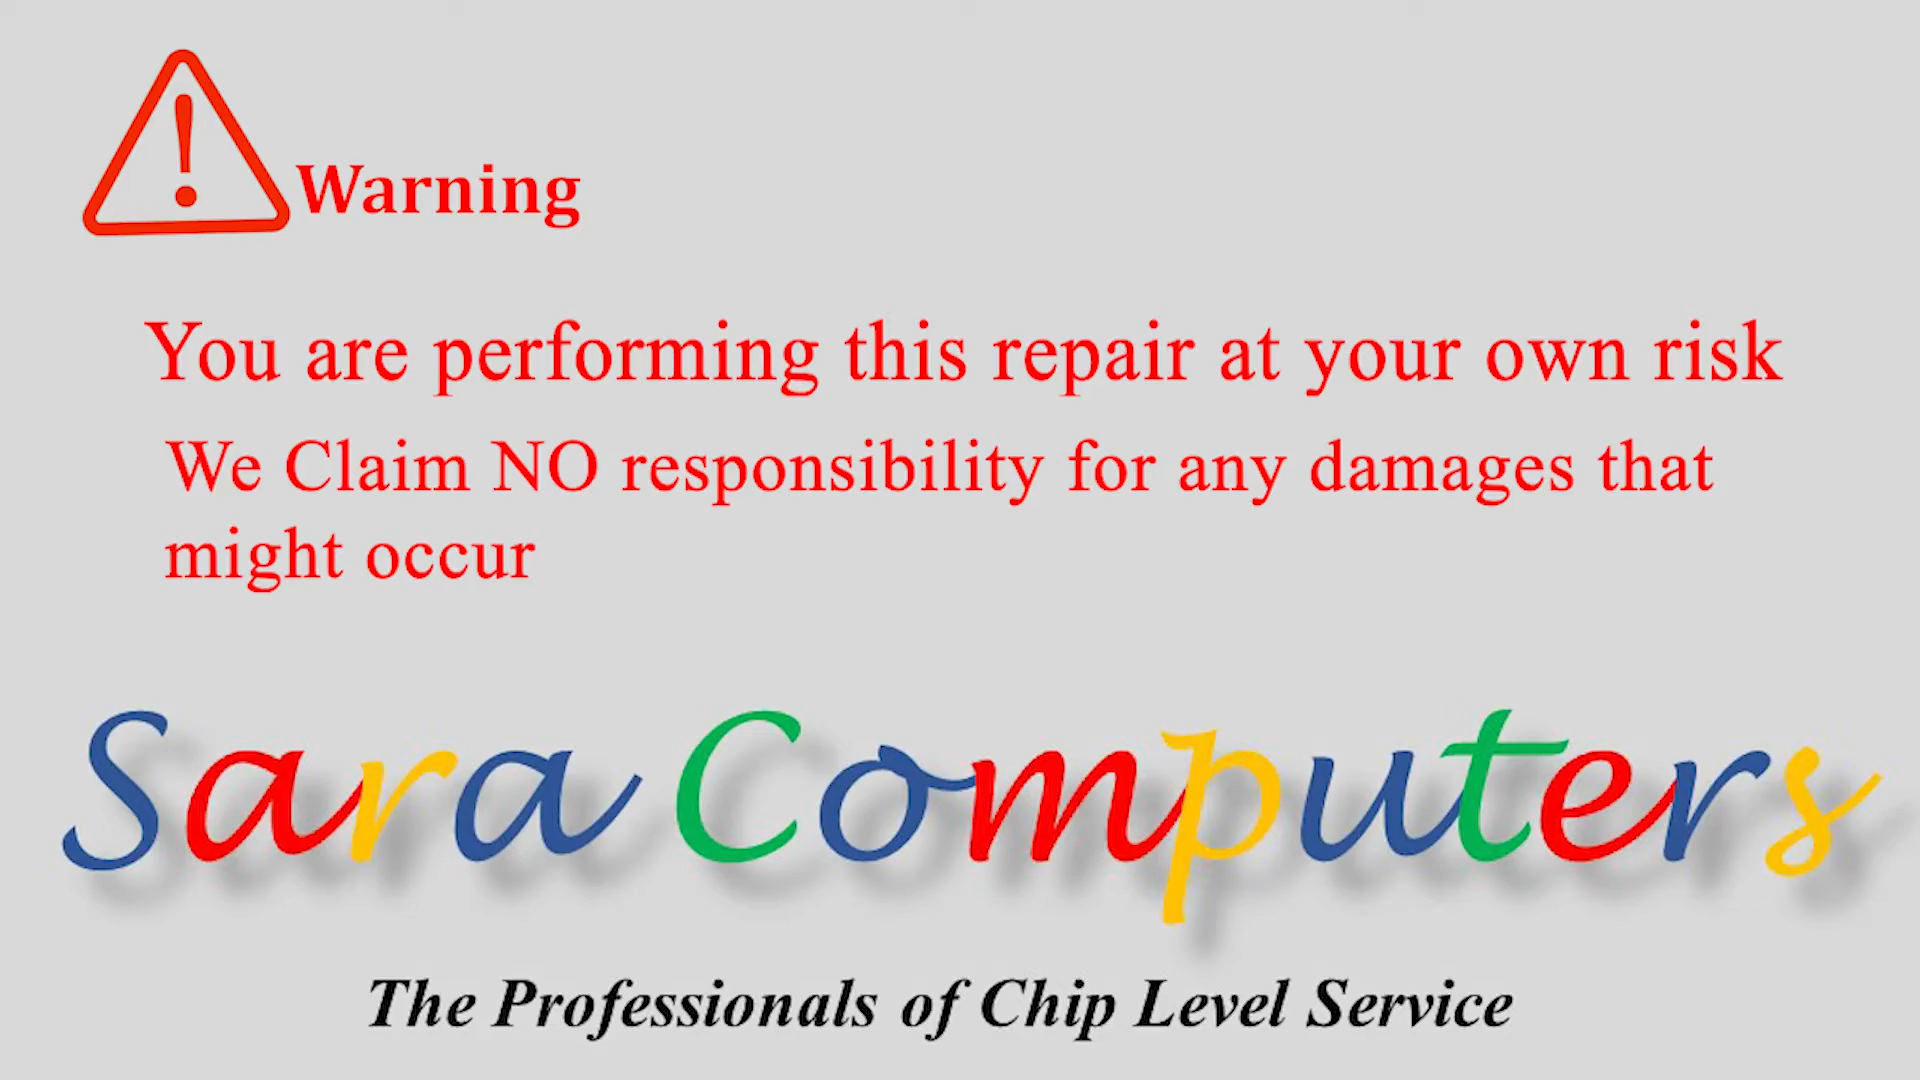 Warning
You are performing this repair at your own risk
We Claim NO responsibility for any damages that
might occur
Sara Computers
The Professionals of Chip Level Service